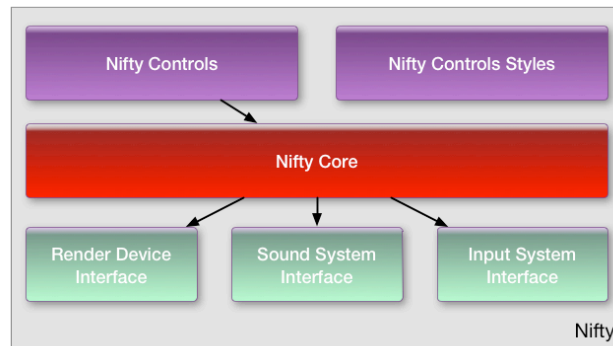 Nifty Controls
Nifty Controls Styles
Nifty Core
Render Device
Interface
Sound System
Interface
Input System
Interface
Nifty